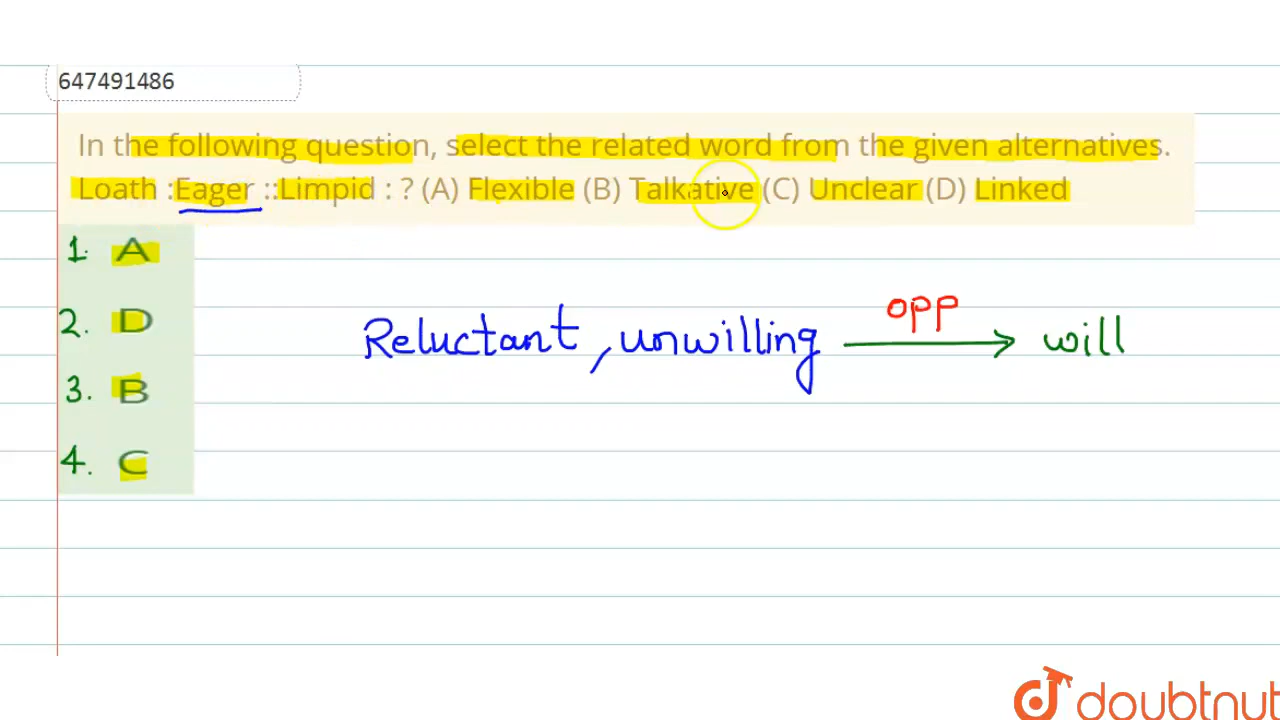 647491486
In the following question, select the related word from the given alternatives.
Loath :Eager ::Limpid : ? (A) Flexible (B) Talkative (C) Unclear (D) Linked
1. A
2. D
3. B
4. C
opp
Reluctant, unwilling will
doubtnut